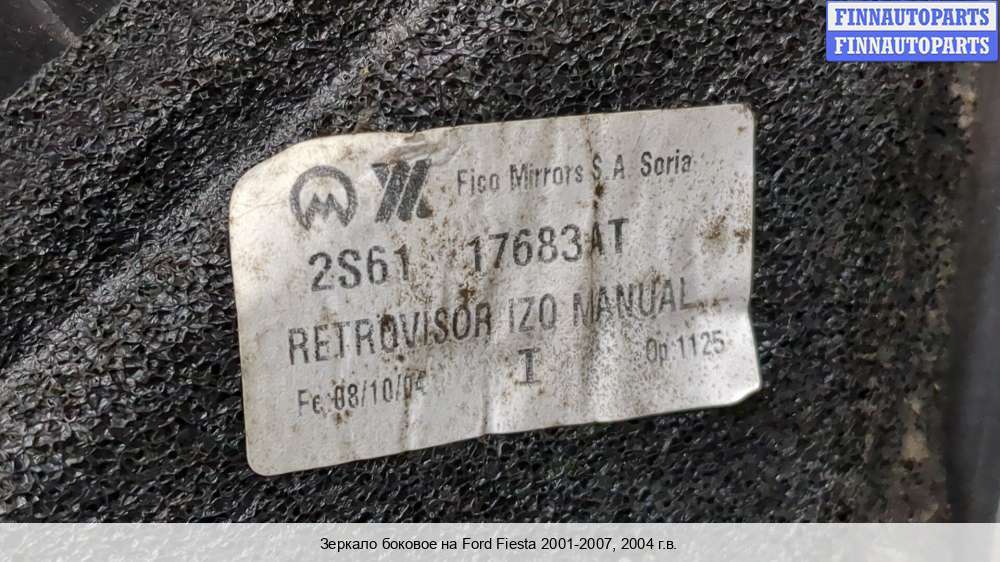 FINNAUTOPARTS
FINNAUTOPARTS
Fico Mirrors S.A. Soria
2S61 17683AT
RETROVISOR IZQ MANUAL
Fe 08/10/04 I Op 1125
Зеркало боковое на Ford Fiesta 2001-2007, 2004 г.в.